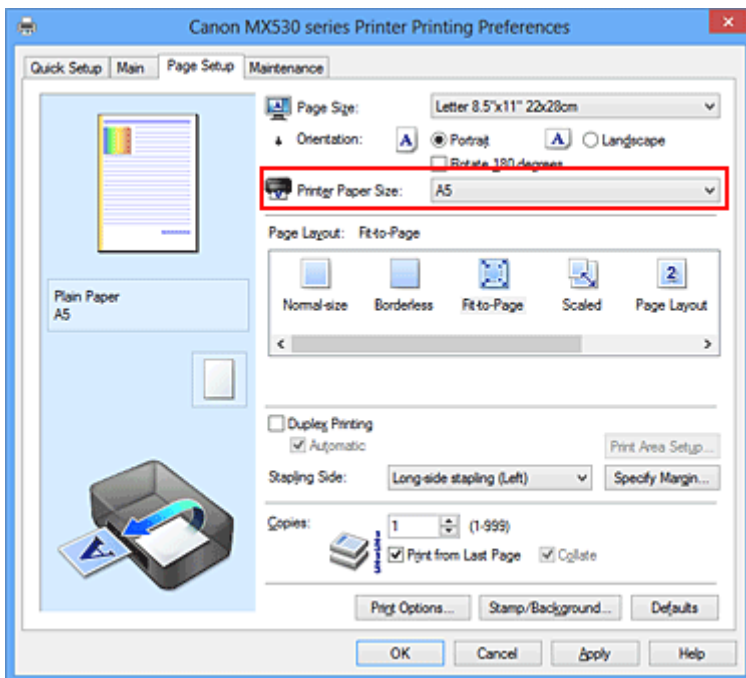 Canon MX530 series Printer Printing Preferences
Quick Setup Main Page Setup Maintenance
Page Size: Letter 8.5"x11" 22x28cm
Orientation: A Portrait A Landscape
Rotate 180 degrees
Printer Paper Size: A5
Page Layout: Fit-to-Page
Normal-size Borderless Fit-to-Page Scaled Page Layout
Plain Paper
A5
Duplex Printing
Automatic Print Area Setup...
Stapling Side: Long-side stapling (Left) Specify Margin...
Copies: 1 (1-999)
Print from Last Page Collate
Print Options... Stamp/Background... Defaults
OK Cancel Apply Help